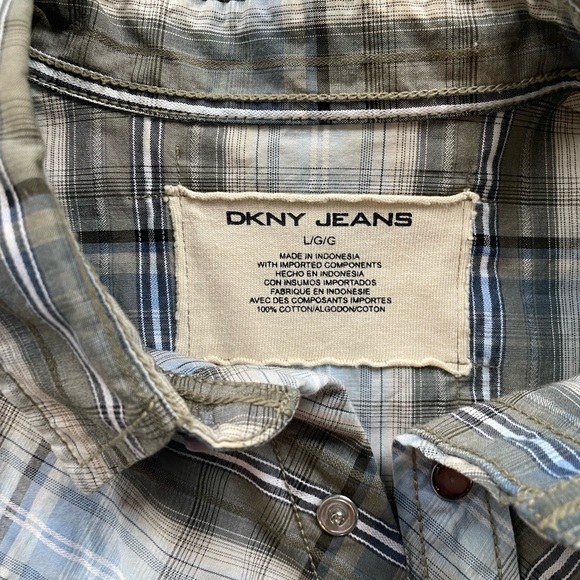 DKNY JEANS
L/G/G
MADE IN INDONESIA
WITH IMPORTED COMPONENTS
HECHO EN INDONESIA
CON INSUMOS IMPORTADOS
FABRIQUE EN INDONÉSIE
AVEC DES COMPOSANTS IMPORTES
100% COTTON/ALGODON/COTON